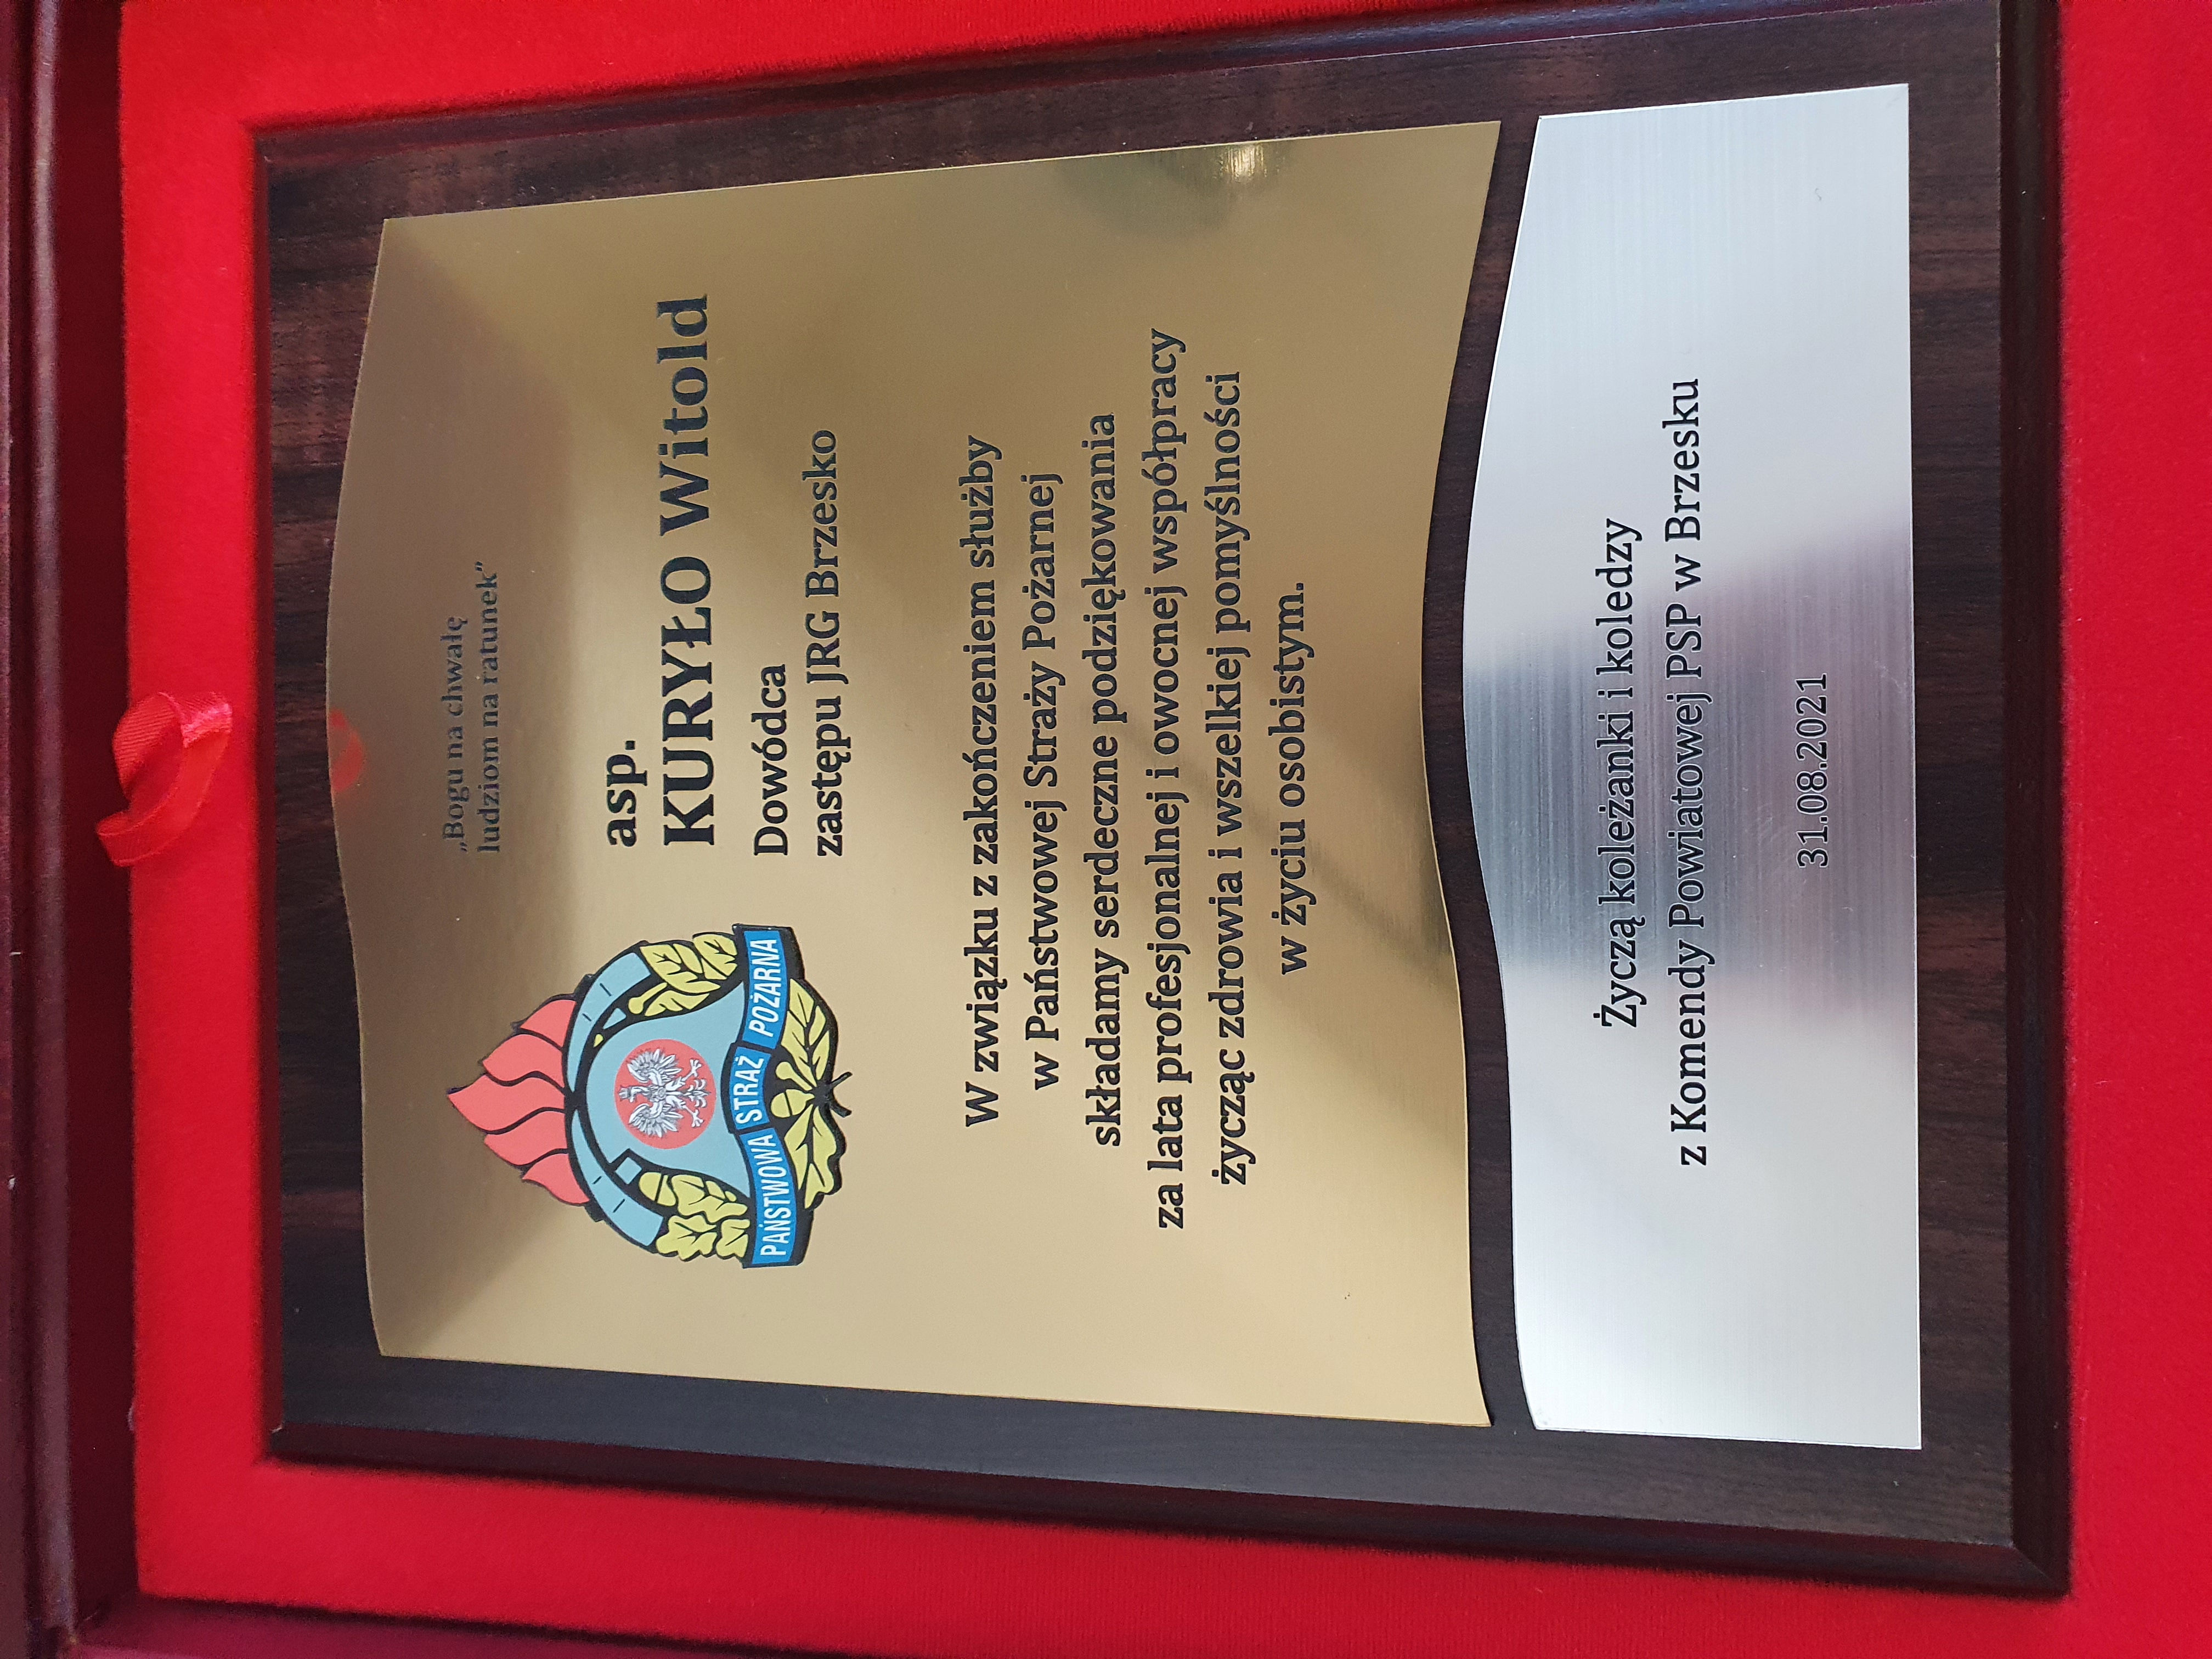 „Bogu na chwałę
ludziom na ratunek”
asp.
KURYŁO Witold
Dowódca
zastępu JRG Brzesko
PAŃSTWOWA STRAŻ POŻARNA
W związku z zakończeniem służby
w Państwowej Straży Pożarnej
składamy serdeczne podziękowania
za lata profesjonalnej i owocnej współpracy
życząc zdrowia i wszelkiej pomyślności
w życiu osobistym.
Życzą koleżanki i koledzy
z Komendy Powiatowej PSP w Brzesku
31.08.2021